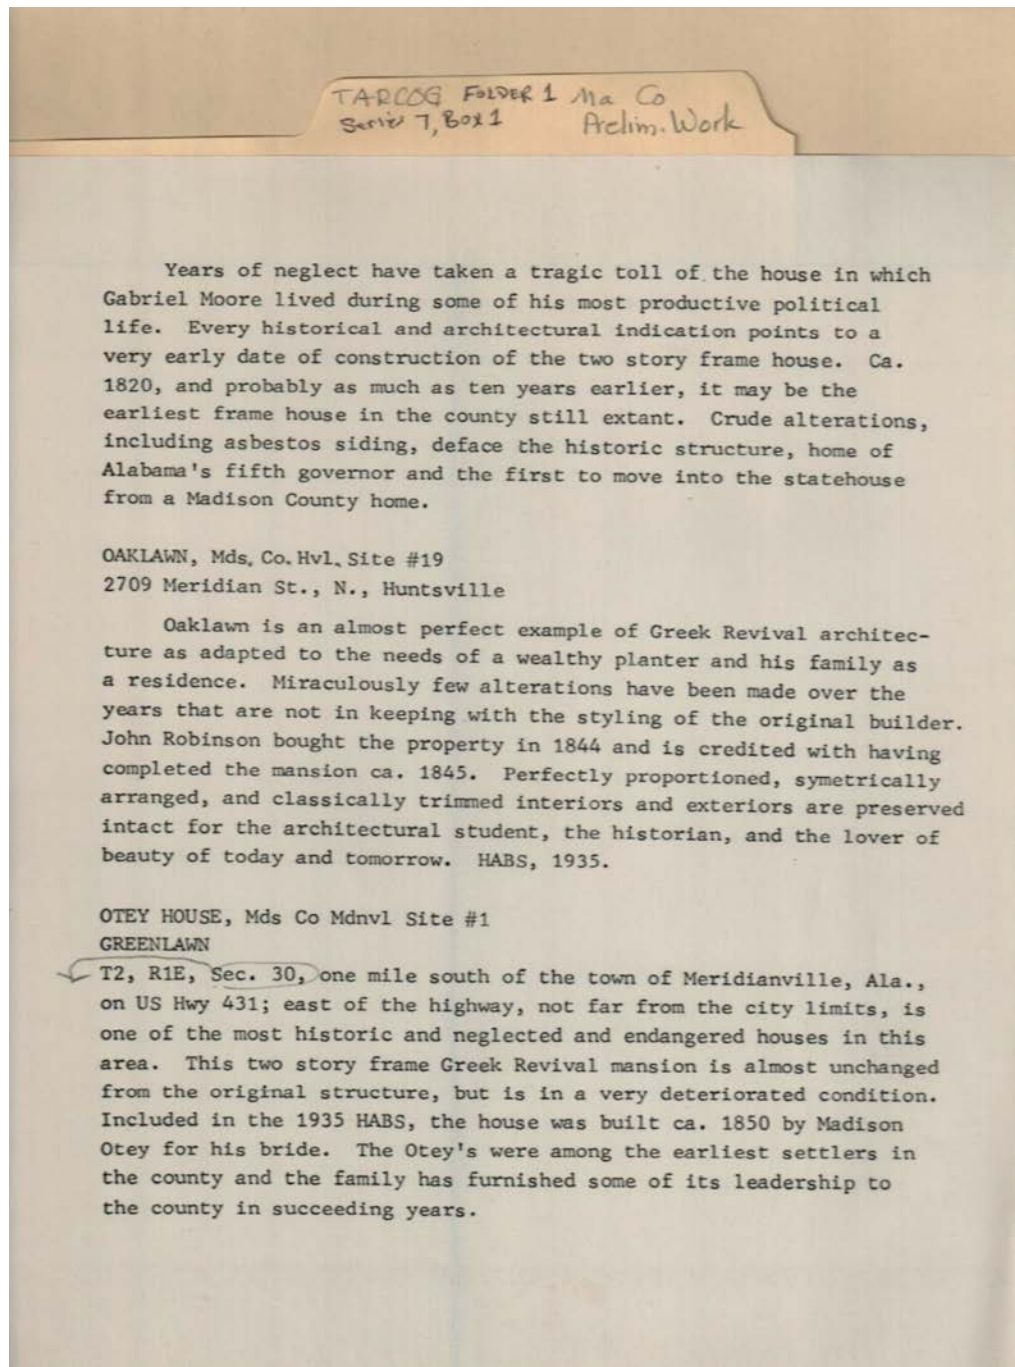 TARCOG FOLDER 1 Ma Co
Series 7, Box 1 Prelim. Work
Years of neglect have taken a tragic toll of the house in which
Gabriel Moore lived during some of his most productive political
life. Every historical and architectural indication points to a
very early date of construction of the two story frame house. Ca.
1820, and probably as much as ten years earlier, it may be the
earliest frame house in the county still extant. Crude alterations,
including asbestos siding, deface the historic structure, home of
Alabama's fifth governor and the first to move into the statehouse
from a Madison County home.
OAKLAWN, Mds. Co. Hvl. Site #19
2709 Meridian St., N., Huntsville
Oaklawn is an almost perfect example of Greek Revival architec-
ture as adapted to the needs of a wealthy planter and his family as
a residence. Miraculously few alterations have been made over the
years that are not in keeping with the styling of the original builder.
John Robinson bought the property in 1844 and is credited with having
completed the mansion ca. 1845. Perfectly proportioned, symetrically
arranged, and classically trimmed interiors and exteriors are preserved
intact for the architectural student, the historian, and the lover of
beauty of today and tomorrow. HABS, 1935.
OTEY HOUSE, Mds Co Mdnvl Site #1
GREENLAWN
T2, R1E, Sec. 30, one mile south of the town of Meridianville, Ala.,
on US Hwy 431; east of the highway, not far from the city limits, is
one of the most historic and neglected and endangered houses in this
area. This two story frame Greek Revival mansion is almost unchanged
from the original structure, but is in a very deteriorated condition.
Included in the 1935 HABS, the house was built ca. 1850 by Madison
Otey for his bride. The Otey's were among the earliest settlers in
the county and the family has furnished some of its leadership to
the county in succeeding years.